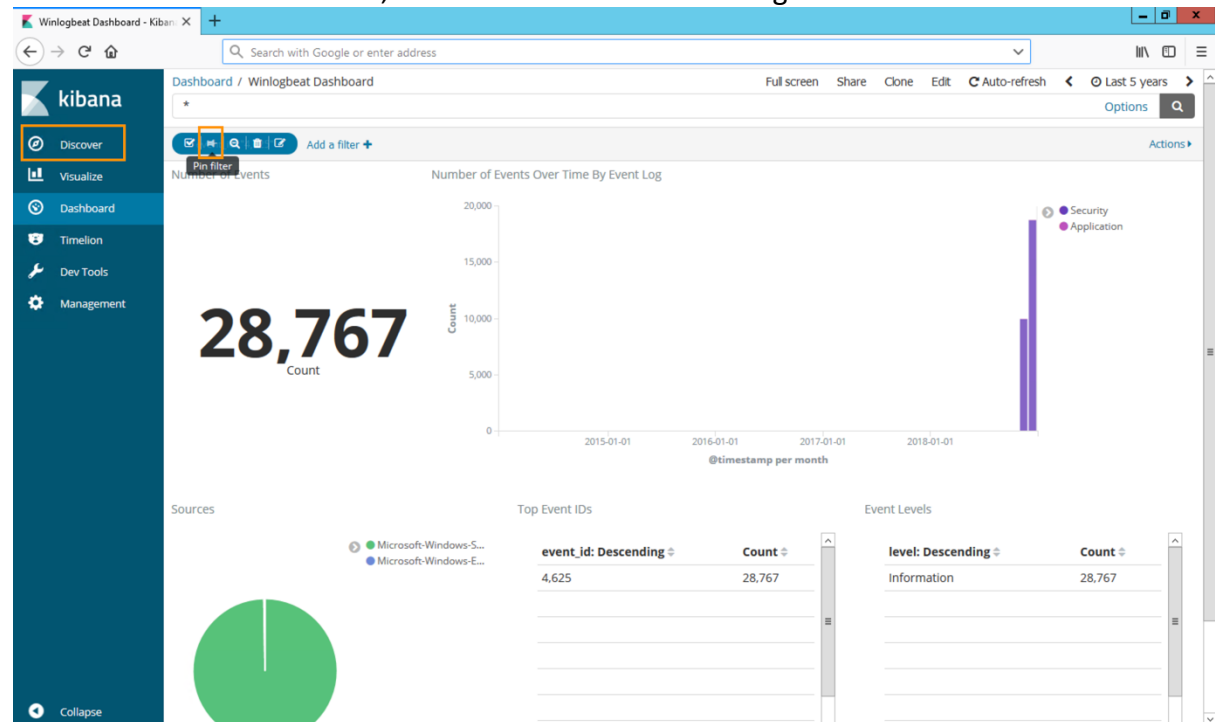 Winlogbeat Dashboard - Kiban
Search with Google or enter address
kibana
Discover
Visualize
Dashboard
Timelion
Dev Tools
Management
Collapse
Dashboard / Winlogbeat Dashboard
Full screen Share Clone Edit Auto-refresh Last 5 years
*
Options
Add a filter
Actions
Pin filter
Number of Events
28,767
Count
Number of Events Over Time By Event Log
20,000
15,000
10,000
5,000
0
Count
2015-01-01 2016-01-01 2017-01-01 2018-01-01
@timestamp per month
Security
Application
Sources
Microsoft-Windows-S...
Microsoft-Windows-E...
Top Event IDs
event_id: Descending Count
4,625 28,767
Event Levels
level: Descending Count
Information 28,767